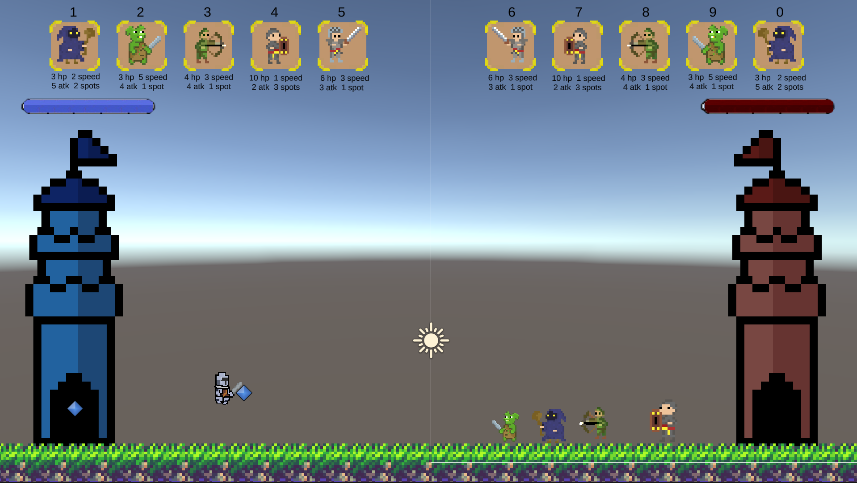 1 2 3 4 5 6 7 8 9 0
3 hp 2 speed
5 atk 2 spots
3 hp 5 speed
4 atk 1 spot
4 hp 3 speed
4 atk 1 spot
10 hp 1 speed
2 atk 3 spots
6 hp 3 speed
3 atk 1 spot
6 hp 3 speed
3 atk 1 spot
10 hp 1 speed
2 atk 3 spots
4 hp 3 speed
4 atk 1 spot
3 hp 5 speed
4 atk 1 spot
3 hp 2 speed
5 atk 2 spots